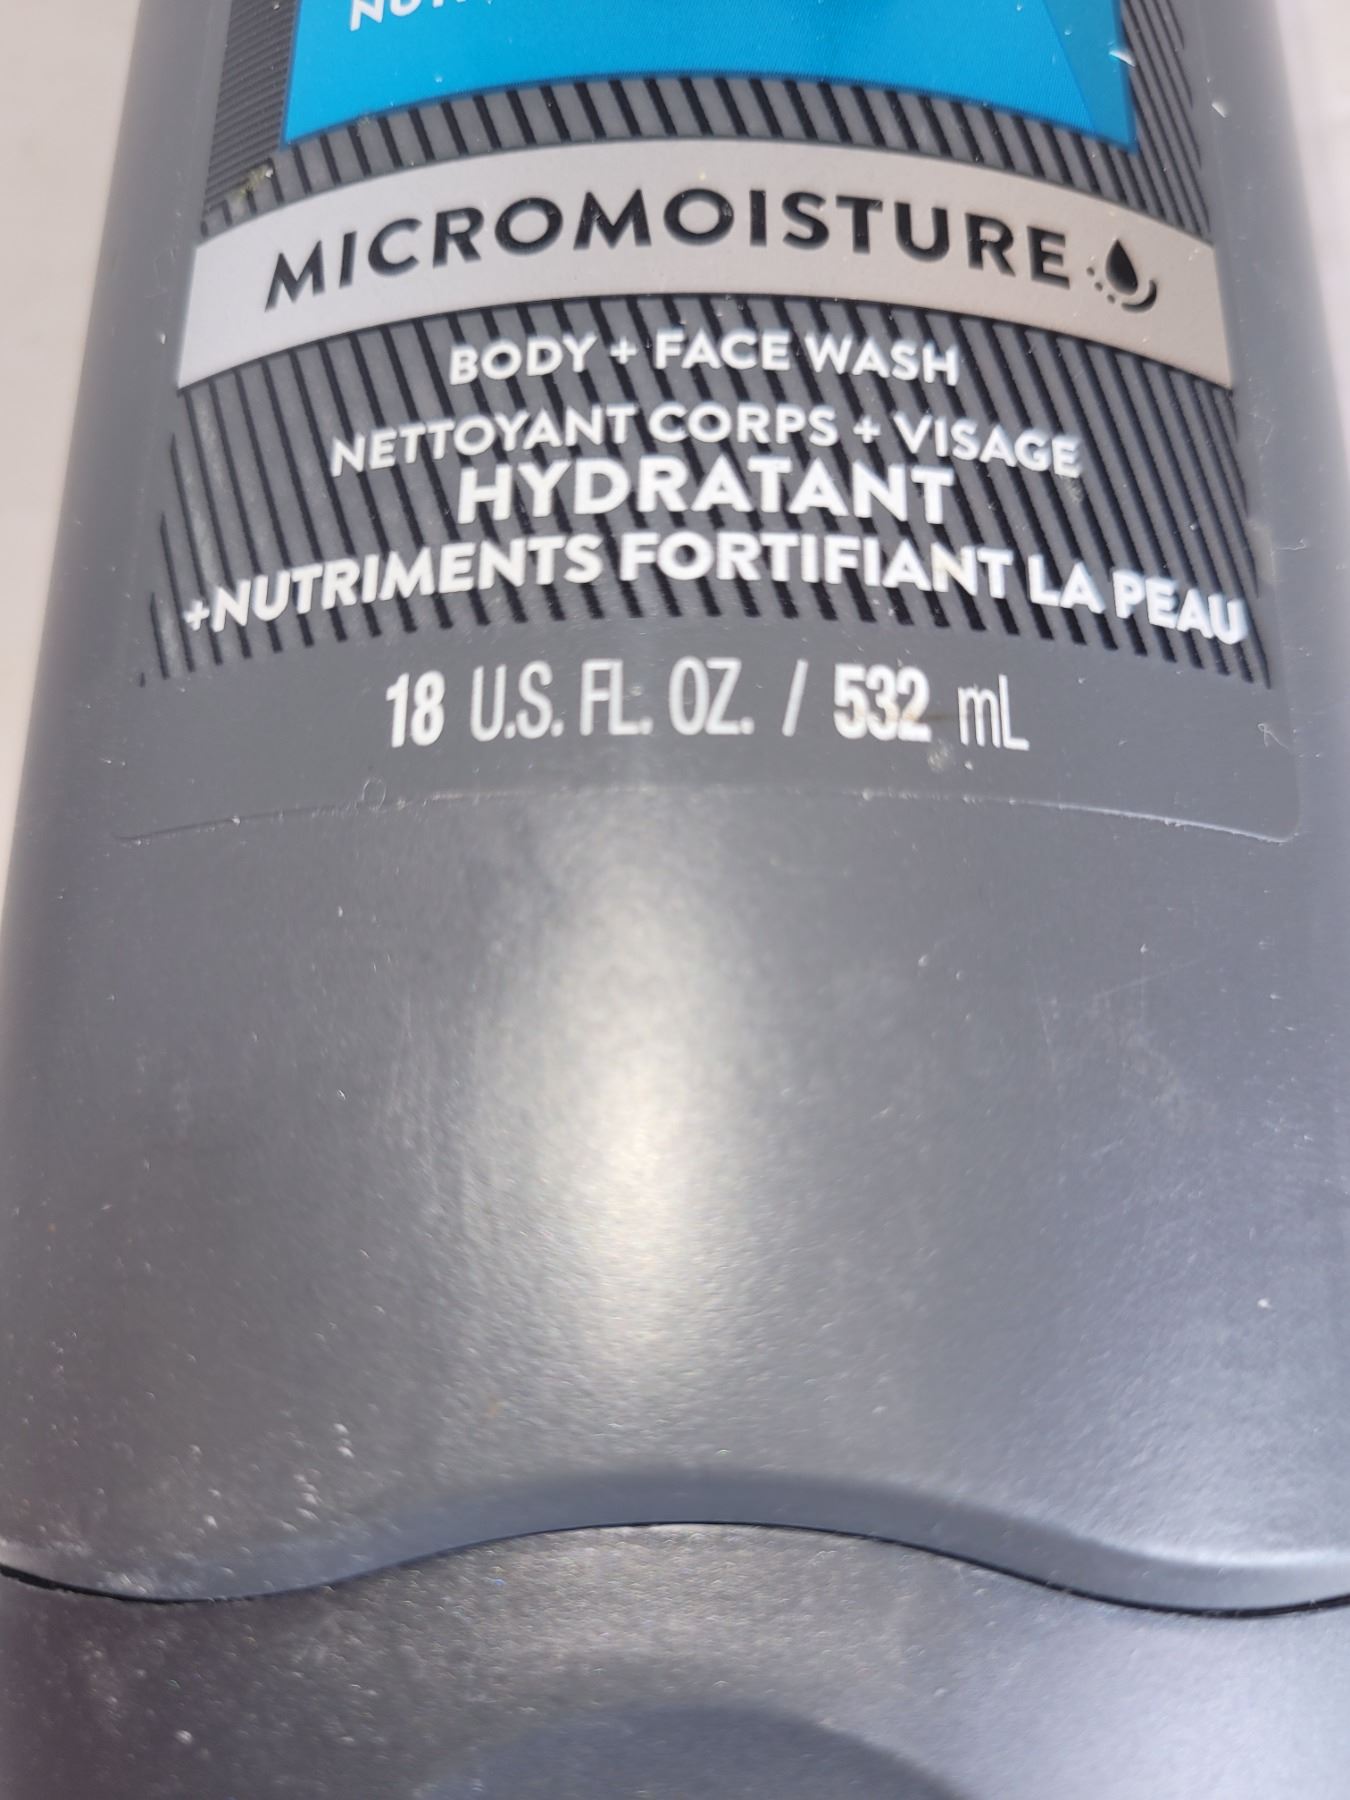 MICROMOISTURE
BODY + FACE WASH
NETTOYANT CORPS + VISAGE
HYDRATANT
+NUTRIMENTS FORTIFIANT LA PEAU
18 U.S. FL. OZ. / 532 mL